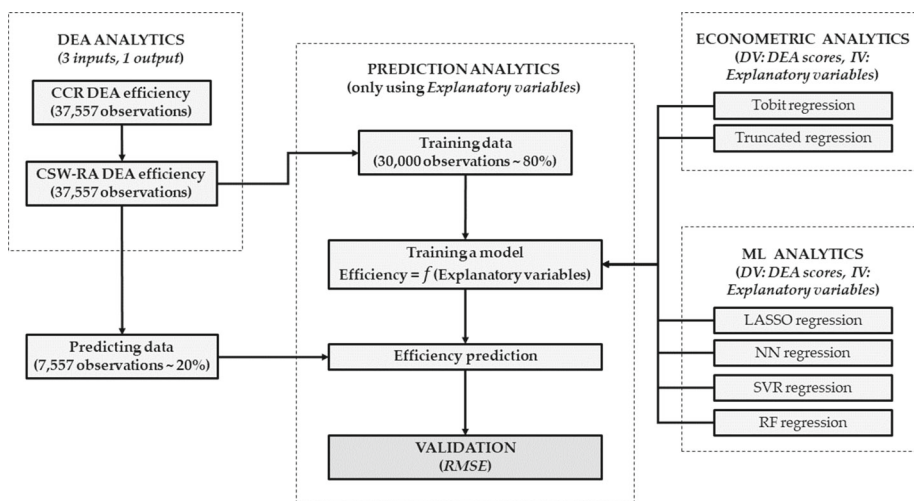 DEA ANALYTICS
(3 inputs, 1 output)
CCR DEA efficiency
(37,557 observations)
CSW-RA DEA efficiency
(37,557 observations)
Predicting data
(7,557 observations ~ 20%)
PREDICTION ANALYTICS
(only using Explanatory variables)
Training data
(30,000 observations ~ 80%)
Training a model
Efficiency = f (Explanatory variables)
Efficiency prediction
VALIDATION
(RMSE)
ECONOMETRIC ANALYTICS
(DV: DEA scores, IV:
Explanatory variables)
Tobit regression
Truncated regression
ML ANALYTICS
(DV: DEA scores, IV:
Explanatory variables)
LASSO regression
NN regression
SVR regression
RF regression